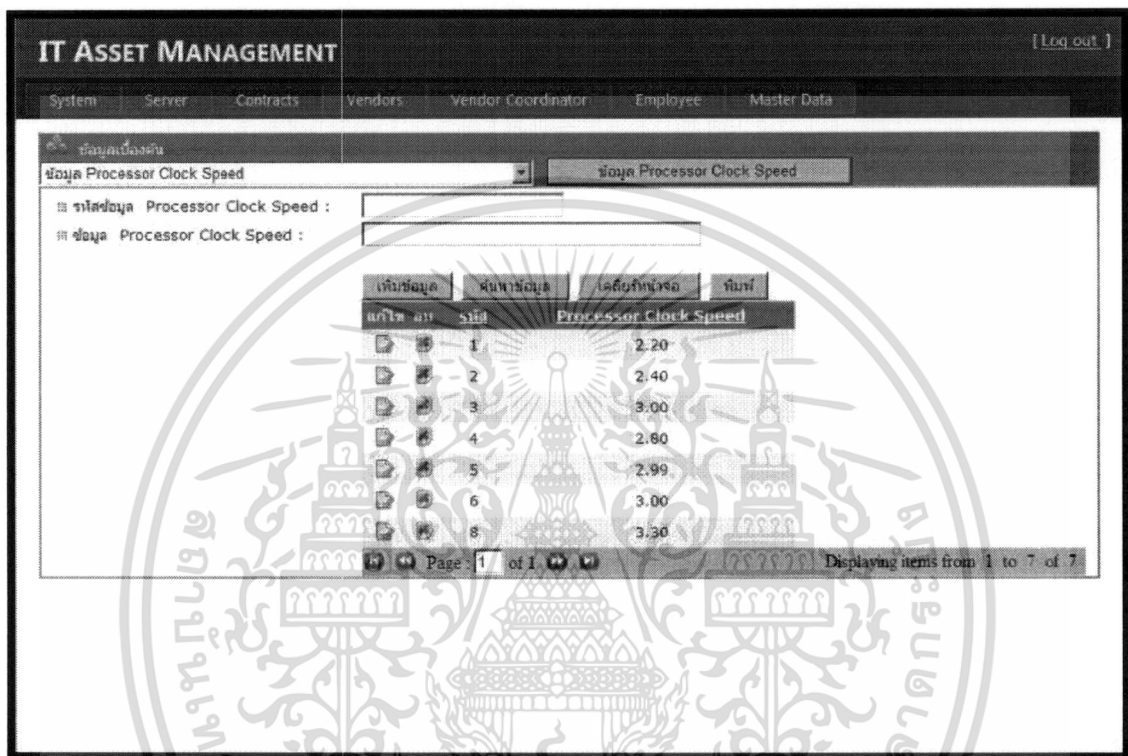 IT ASSET MANAGEMENT
[ Log out ]
System Server Contracts Vendors Vendor Coordinator Employee Master Data
ข้อมูลเบื้องต้น
ข้อมูล Processor Clock Speed ข้อมูล Processor Clock Speed
รหัสข้อมูล Processor Clock Speed :
ข้อมูล Processor Clock Speed :
เพิ่มข้อมูล ค้นหาข้อมูล เคลียร์หน้าจอ พิมพ์
แก้ไข ลบ รหัส Processor Clock Speed
1 2.20
2 2.40
3 3.00
4 2.80
5 2.99
6 3.00
8 3.30
Page : 1 of 1 Displaying items from 1 to 7 of 7